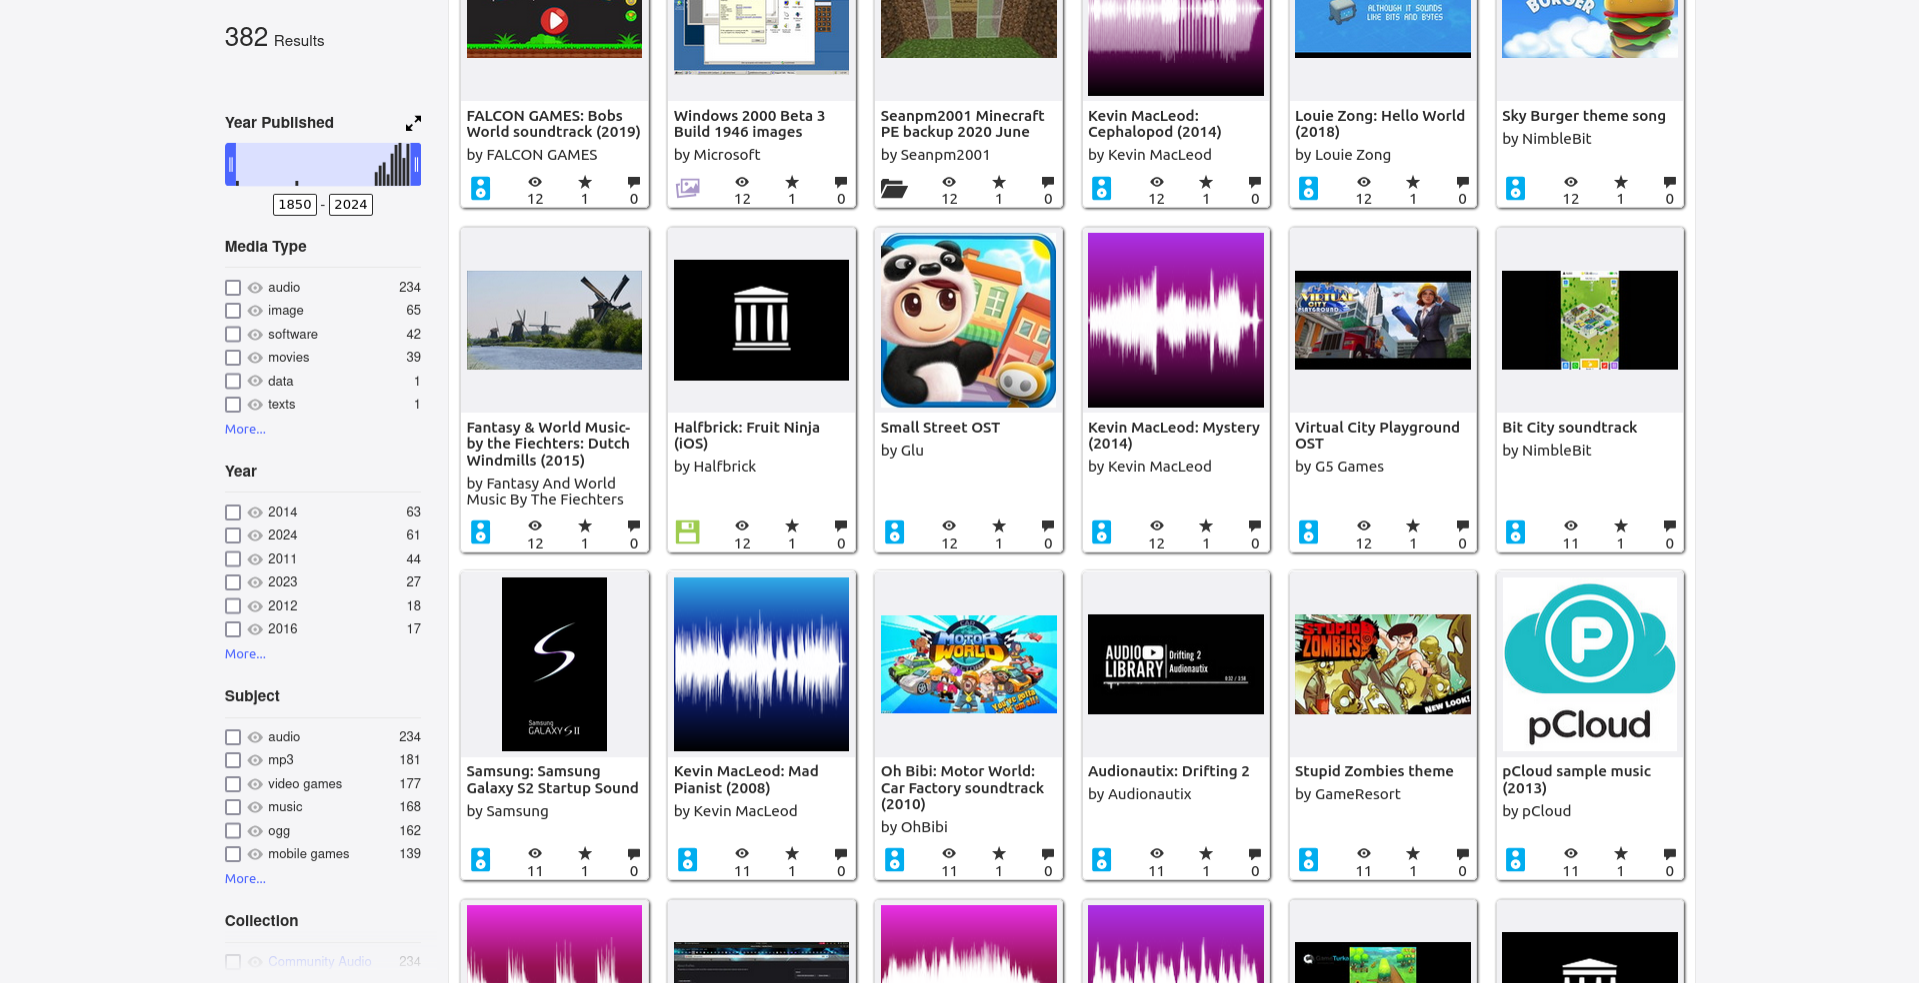 382 Results
Year Published
1850 - 2024
Media Type
audio 234
image 65
software 42
movies 39
data 1
texts 1
More...
Year
2014 63
2024 61
2011 44
2023 27
2012 18
2016 17
More...
Subject
audio 234
mp3 181
video games 177
music 168
ogg 162
mobile games 139
More...
Collection
Community Audio 234
ALTHOUGH IT SOUNDS
LIKE BITS AND BYTES
BURGER
FALCON GAMES: Bobs
World soundtrack (2019)
by FALCON GAMES
12 1 0
Windows 2000 Beta 3
Build 1946 images
by Microsoft
12 1 0
Seanpm2001 Minecraft
PE backup 2020 June
by Seanpm2001
12 1 0
Kevin MacLeod:
Cephalopod (2014)
by Kevin MacLeod
12 1 0
Louie Zong: Hello World
(2018)
by Louie Zong
12 1 0
Sky Burger theme song
by NimbleBit
12 1 0
Fantasy & World Music-
by the Fiechters: Dutch
Windmills (2015)
by Fantasy And World
Music By The Fiechters
12 1 0
Halfbrick: Fruit Ninja
(iOS)
by Halfbrick
12 1 0
Small Street OST
by Glu
12 1 0
Kevin MacLeod: Mystery
(2014)
by Kevin MacLeod
12 1 0
VIRTUAL
CITY
PLAYGROUND
Virtual City Playground
OST
by G5 Games
12 1 0
Bit City soundtrack
by NimbleBit
11 1 0
Samsung
GALAXY S II
Samsung: Samsung
Galaxy S2 Startup Sound
by Samsung
11 1 0
Kevin MacLeod: Mad
Pianist (2008)
by Kevin MacLeod
11 1 0
CAR
MOTOR
WORLD
You've gotta
Oh Bibi: Motor World:
Car Factory soundtrack
(2010)
by OhBibi
11 1 0
AUDIO
LIBRARY
Drifting 2
Audionautix
0:32 / 3:58
Audionautix: Drifting 2
by Audionautix
11 1 0
STUPID
ZOMBIES
NEW LOOK!
Stupid Zombies theme
by GameResort
11 1 0
P
pCloud
pCloud sample music
(2013)
by pCloud
11 1 0